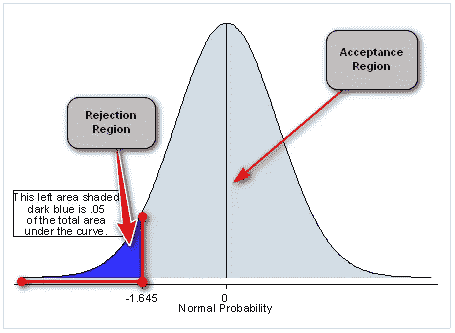 Acceptance
Region
Rejection
Region
This left area shaded
dark blue is .05
of the total area
under the curve.
-1.645
0
Normal Probability